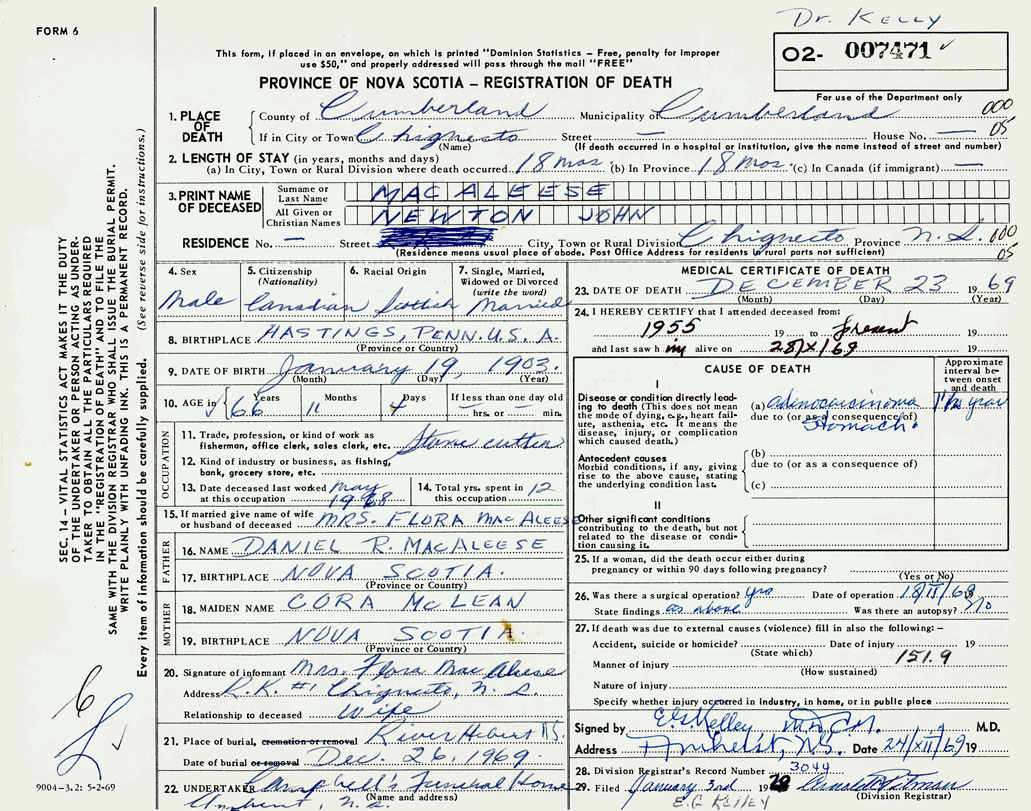 Dr. KELLY
FORM 6
02- 007471
This form, if placed in an envelope, on which is printed "Dominion Statistics – Free, penalty for improper
use $50," and properly addressed will pass through the mail "FREE"
PROVINCE OF NOVA SCOTIA – REGISTRATION OF DEATH
For use of the Department only
1. PLACE OF DEATH { County of Cumberland Municipality of Cumberland 000
If in City or Town Chignecto Street — House No. — 05
(Name) (If death occurred in a hospital or institution, give the name instead of street and number)
2. LENGTH OF STAY (in years, months and days)
(a) In City, Town or Rural Division where death occurred 18 mos. (b) In Province 18 mos. (c) In Canada (if immigrant) —
3. PRINT NAME OF DECEASED { Surname or Last Name MACALEESE
All Given or Christian Names NEWTON JOHN
RESIDENCE No. — Street City, Town or Rural Division Chignecto Province N.S. 000
(Residence means usual place of abode. Post Office Address for residents in rural parts not sufficient) 05
4. Sex Male
5. Citizenship (Nationality) Canadian
6. Racial Origin Scottish
7. Single, Married, Widowed or Divorced (write the word) Married
8. BIRTHPLACE HASTINGS, PENN. U.S.A.
(Province or Country)
9. DATE OF BIRTH January 19, 1903.
(Month) (Day) (Year)
10. AGE in { 66 Years 11 Months 4 Days If less than one day old
hrs. or — min.
OCCUPATION
11. Trade, profession, or kind of work as
fisherman, office clerk, sales clerk, etc. Stone cutter
12. Kind of industry or business, as fishing,
bank, grocery store, etc.
13. Date deceased last worked May
at this occupation 1968
14. Total yrs. spent in
this occupation 12
15. If married give name of wife
or husband of deceased MRS. FLORA MacALEESE
FATHER
16. NAME DANIEL R. MACALEESE
17. BIRTHPLACE NOVA SCOTIA.
(Province or Country)
MOTHER
18. MAIDEN NAME CORA McLEAN
19. BIRTHPLACE NOVA SCOTIA.
(Province or Country)
20. Signature of informant Mrs. Flora MacAleese
Address R.R. #1 Chignecto, N.S.
Relationship to deceased Wife
21. Place of burial, cremation or removal River Hebert N.S.
Date of burial or removal Dec. 26, 1969.
22. UNDERTAKER Campbell's Funeral Home
(Name and address)
Amherst, N.S.
MEDICAL CERTIFICATE OF DEATH
23. DATE OF DEATH DECEMBER 23 1969
(Month) (Day) (Year)
24. I HEREBY CERTIFY that I attended deceased from:
1955 19 to present 19
and last saw him alive on 28/X/69 19
CAUSE OF DEATH
Approximate interval between onset and death
I
Disease or condition directly leading to death (This does not mean the mode of dying, e.g., heart failure, asthenia, etc. It means the disease, injury, or complication which caused death.)
(a) adenocarcinoma 1½ years
due to (or as a consequence of)
stomach.
Antecedent causes
Morbid conditions, if any, giving rise to the above cause, stating the underlying condition last.
(b)
due to (or as a consequence of)
(c)
II
Other significant conditions
contributing to the death, but not related to the disease or condition causing it.
25. If a woman, did the death occur either during
pregnancy or within 90 days following pregnancy?
(Yes or No)
26. Was there a surgical operation? yes Date of operation 18/II/69
State findings as above Was there an autopsy? No
27. If death was due to external causes (violence) fill in also the following: –
Accident, suicide or homicide? Date of injury 19
(State which) 151.9
Manner of injury
(How sustained)
Nature of injury
Specify whether injury occurred in industry, in home, or in public place
Signed by E.G. Kelley M.D.C.M. M.D.
Address Amherst, N.S. Date 24/XII/69 19
28. Division Registrar's Record Number 3044
29. Filed January 3rd 19
(Division Registrar)
E.G KELLEY
SEC. 14 – VITAL STATISTICS ACT MAKES IT THE DUTY
OF THE UNDERTAKER OR PERSON ACTING AS UNDER-
TAKER TO OBTAIN ALL THE PARTICULARS REQUIRED
IN THE "REGISTRATION OF DEATH" AND TO FILE THE
SAME WITH THE DIVISION REGISTRAR WHO SHALL ISSUE THE BURIAL PERMIT.
WRITE PLAINLY WITH UNFADING INK. THIS IS A PERMANENT RECORD.
Every item of information should be carefully supplied. (See reverse side for instructions.)
9004–3.2: 5-2-69